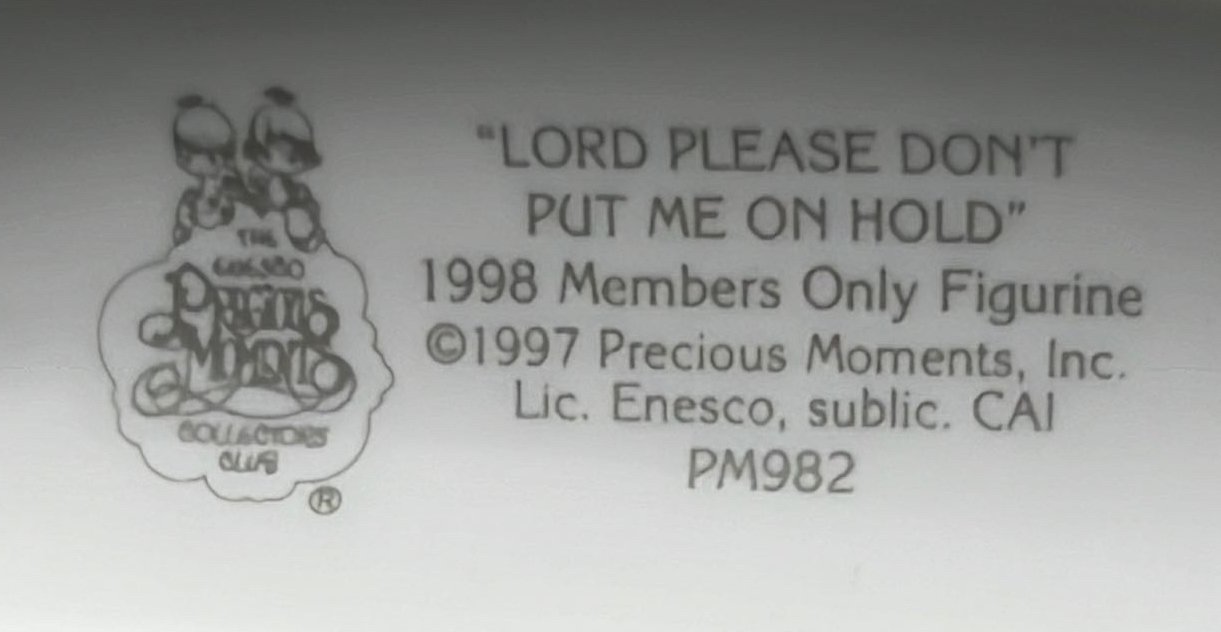 THE
ENESCO
PRECIOUS
MOMENTS
COLLECTORS
CLUB
®
"LORD PLEASE DON'T
PUT ME ON HOLD"
1998 Members Only Figurine
©1997 Precious Moments, Inc.
Lic. Enesco, sublic. CAI
PM982